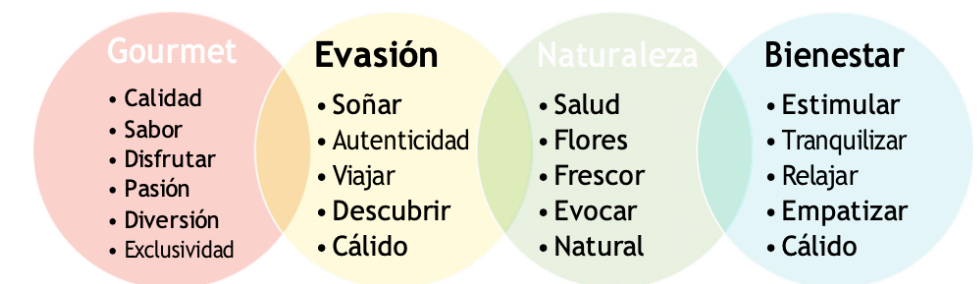 Gourmet
• Calidad
• Sabor
• Disfrutar
• Pasión
• Diversión
• Exclusividad
Evasión
• Soñar
• Autenticidad
• Viajar
• Descubrir
• Cálido
Naturaleza
• Salud
• Flores
• Frescor
• Evocar
• Natural
Bienestar
• Estimular
• Tranquilizar
• Relajar
• Empatizar
• Cálido